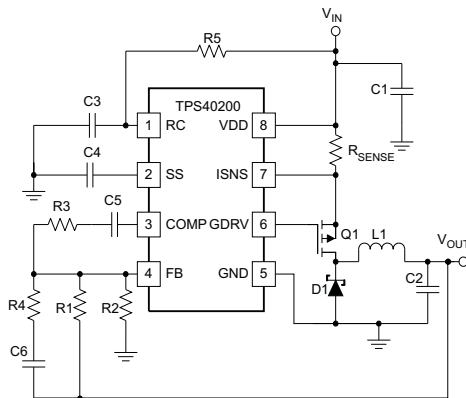 VIN
R5
C1
TPS40200
C3
1 RC VDD 8
RSENSE
C4
2 SS ISNS 7
R3 C5
3 COMP GDRV 6
Q1 L1 VOUT
4 FB GND 5
D1 C2
R4 R1 R2
C6